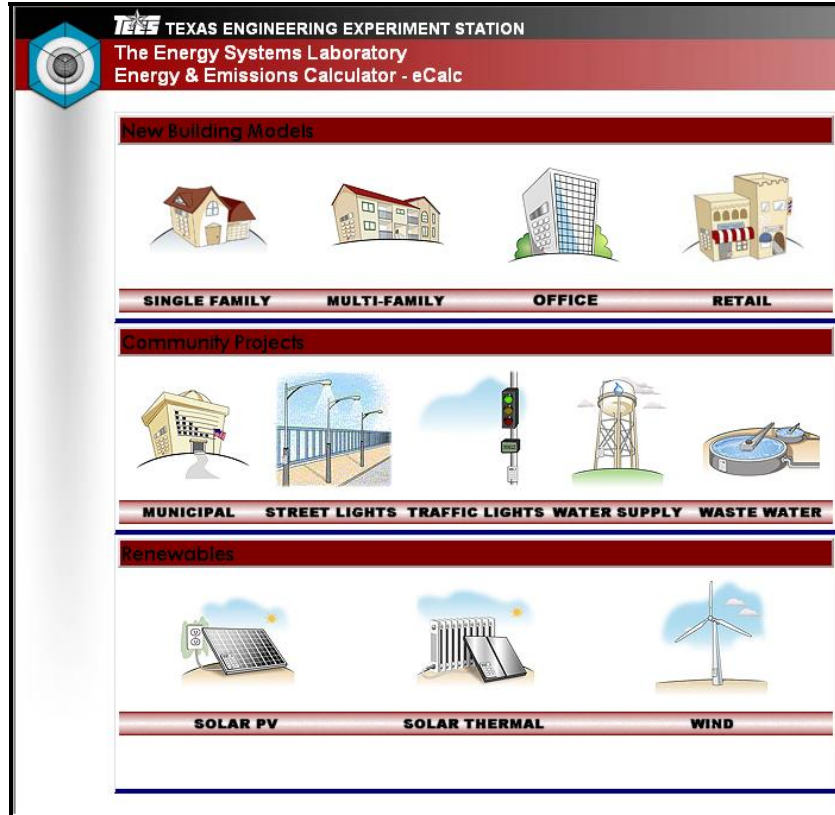 TEES TEXAS ENGINEERING EXPERIMENT STATION
The Energy Systems Laboratory
Energy & Emissions Calculator - eCalc
New Building Models
SINGLE FAMILY MULTI-FAMILY OFFICE RETAIL
Community Projects
MUNICIPAL STREET LIGHTS TRAFFIC LIGHTS WATER SUPPLY WASTE WATER
Renewables
SOLAR PV SOLAR THERMAL WIND